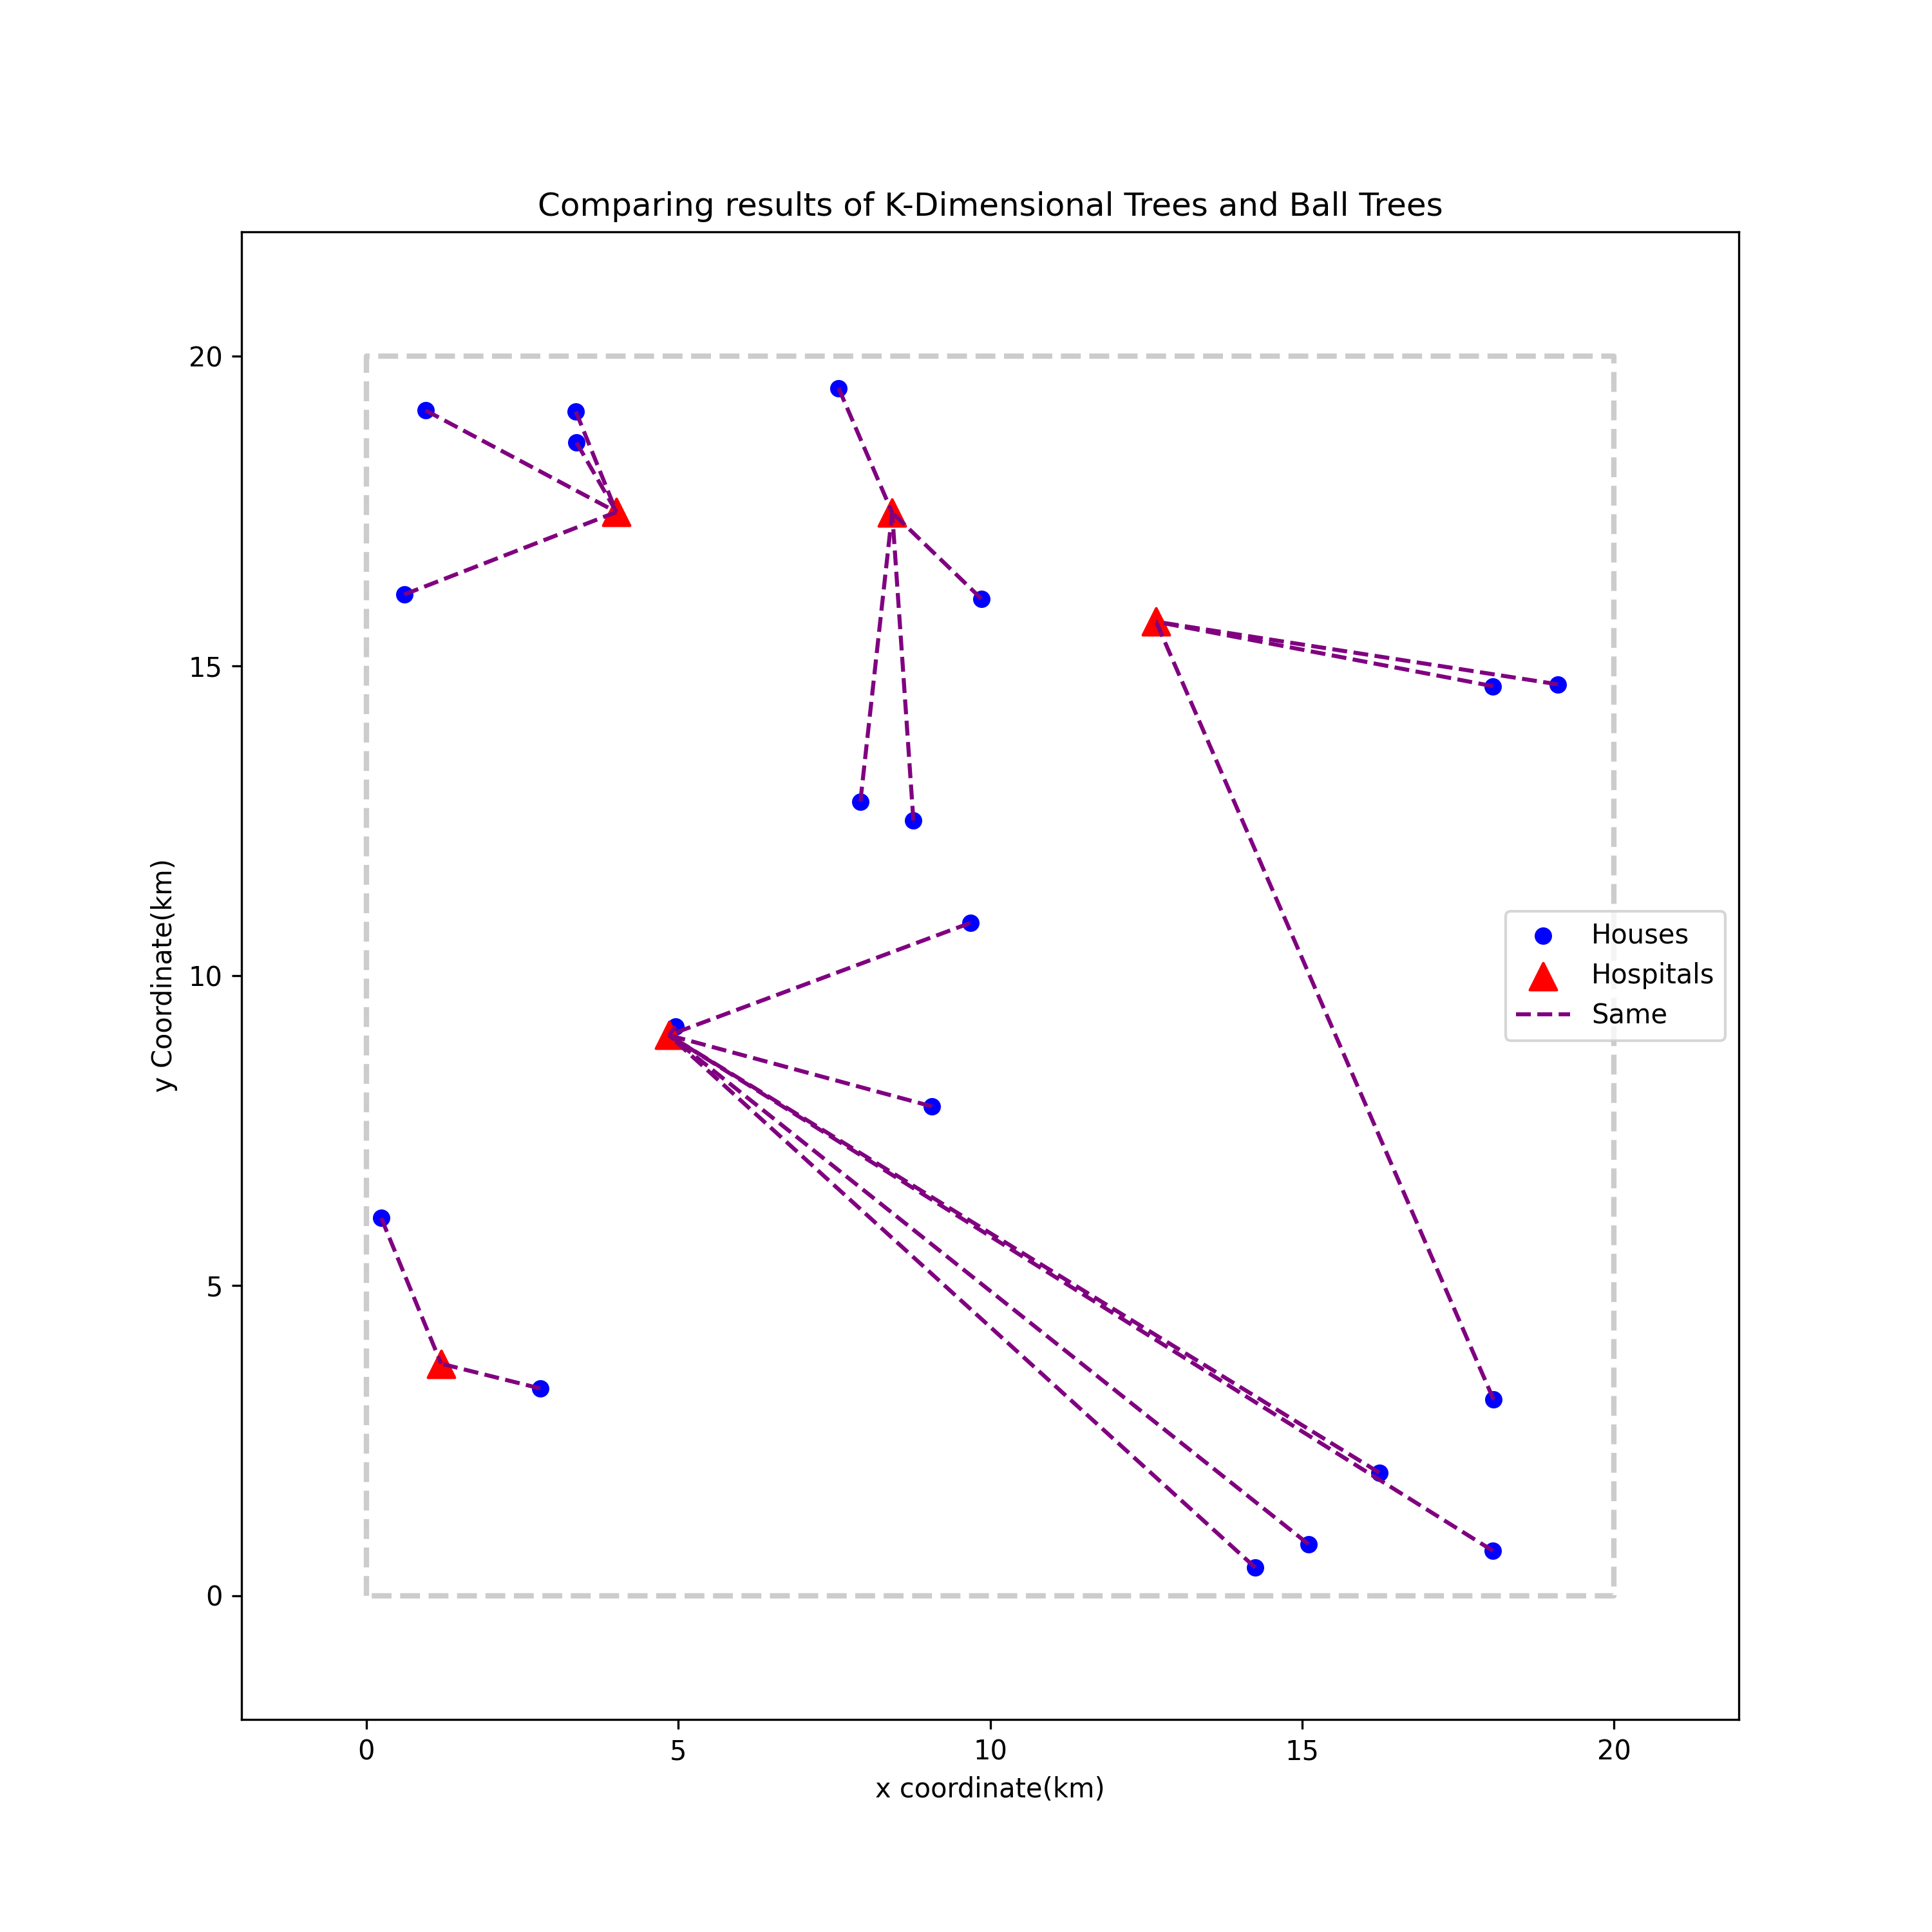 Comparing results of K-Dimensional Trees and Ball Trees
20
15
10
5
0
y Coordinate(km)
Houses
Hospitals
Same
0
5
10
15
20
x coordinate(km)